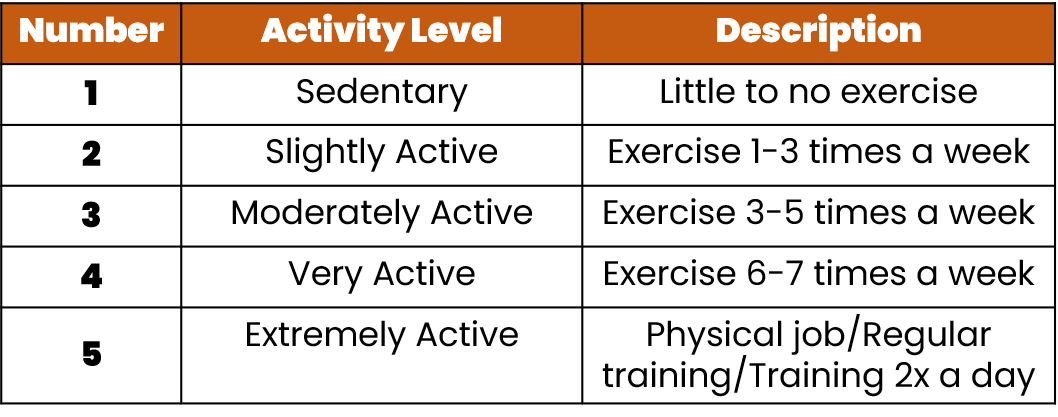 Number Activity Level Description
1 Sedentary Little to no exercise
2 Slightly Active Exercise 1-3 times a week
3 Moderately Active Exercise 3-5 times a week
4 Very Active Exercise 6-7 times a week
5 Extremely Active Physical job/Regular
training/Training 2x a day